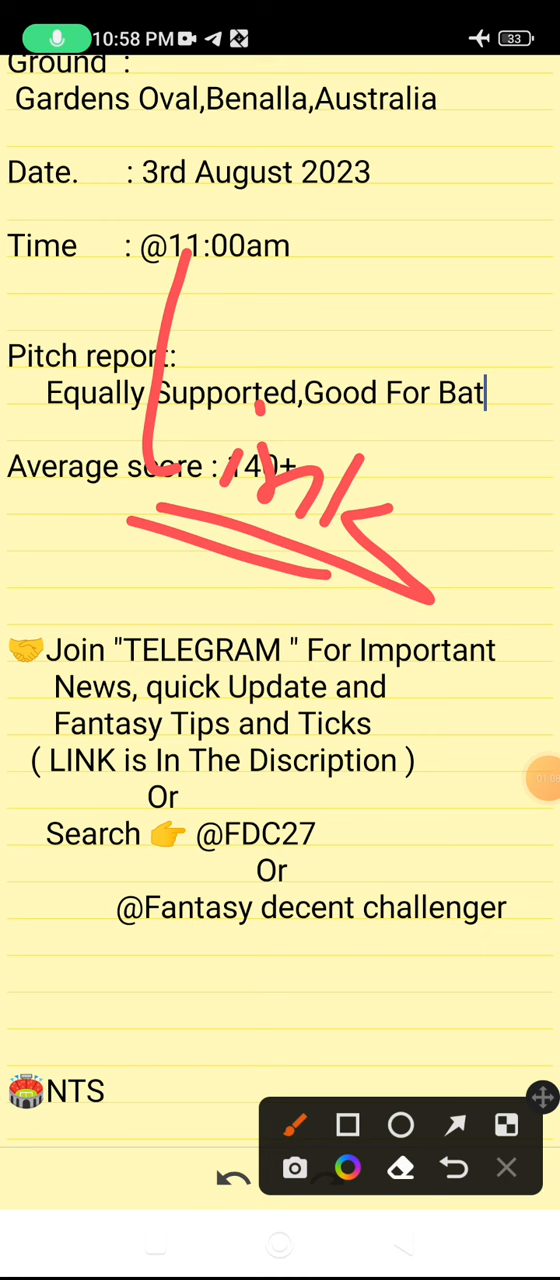 10:58 PM
33
Ground :
Gardens Oval,Benalla,Australia
Date. : 3rd August 2023
Time : @11:00am
Pitch report:
Equally Supported,Good For Bat
Average score : 140+
Link
🤝Join "TELEGRAM " For Important
News, quick Update and
Fantasy Tips and Ticks
( LINK is In The Discription )
01:08
Or
Search 👉 @FDC27
Or
@Fantasy decent challenger
🏟️NTS